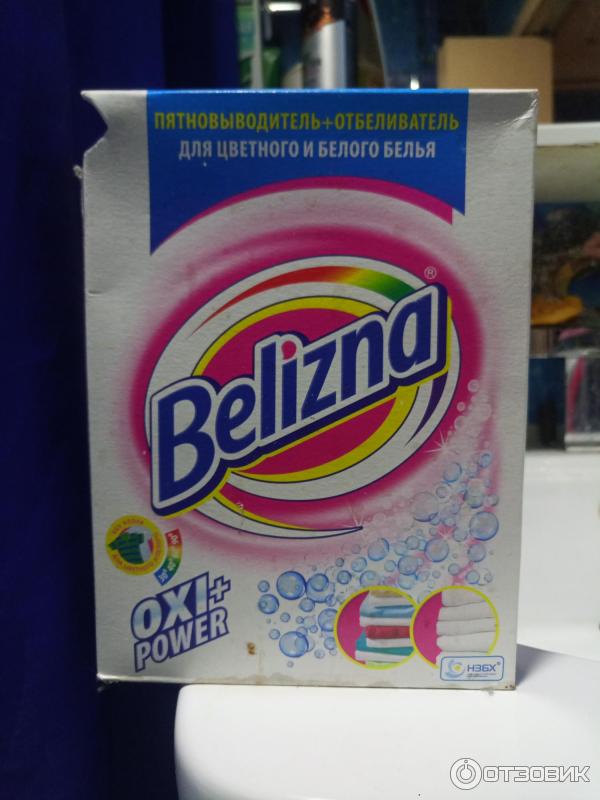 ПЯТНОВЫВОДИТЕЛЬ+ОТБЕЛИВАТЕЛЬ
ДЛЯ ЦВЕТНОГО И БЕЛОГО БЕЛЬЯ
®
Belizna
OXI+
POWER
НЗБХ®
ОТЗОВИК